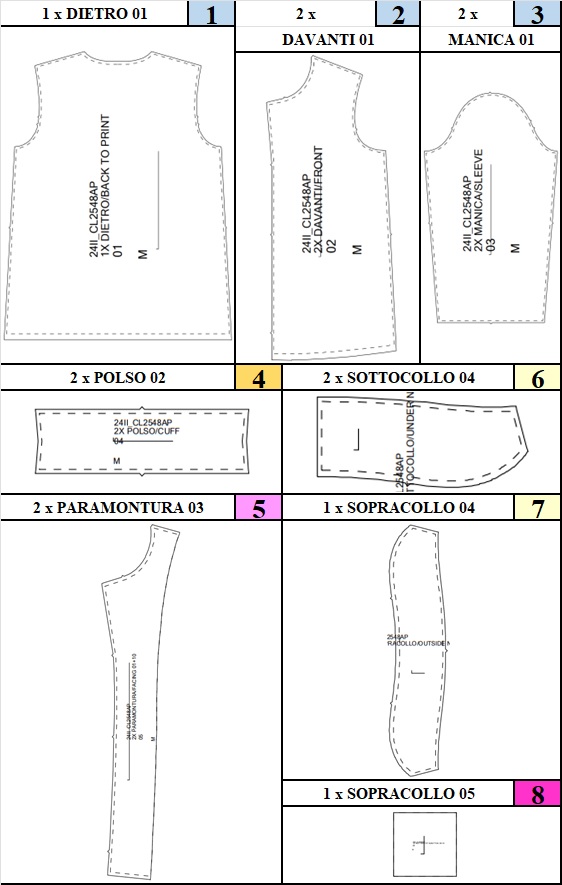 1 x DIETRO 01
1
2 x
2
DAVANTI 01
2 x
3
MANICA 01
24II_CL2548AP
1X DIETRO/BACK TO PRINT
01
M
24II_CL2548AP
2X DAVANTI/FRONT
02
M
24II_CL2548AP
2X MANICA/SLEEVE
03
M
2 x POLSO 02
4
2 x SOTTOCOLLO 04
6
24II_CL2548AP
2X POLSO/CUFF
04
M
L2548AP
TTOCOLLO/UNDER N
2 x PARAMONTURA 03
5
1 x SOPRACOLLO 04
7
24II_CL2548AP
2X PARAMONTURA/FACING 01+10
05
M
2548AP
RACOLLO/OUTSIDE
1 x SOPRACOLLO 05
8